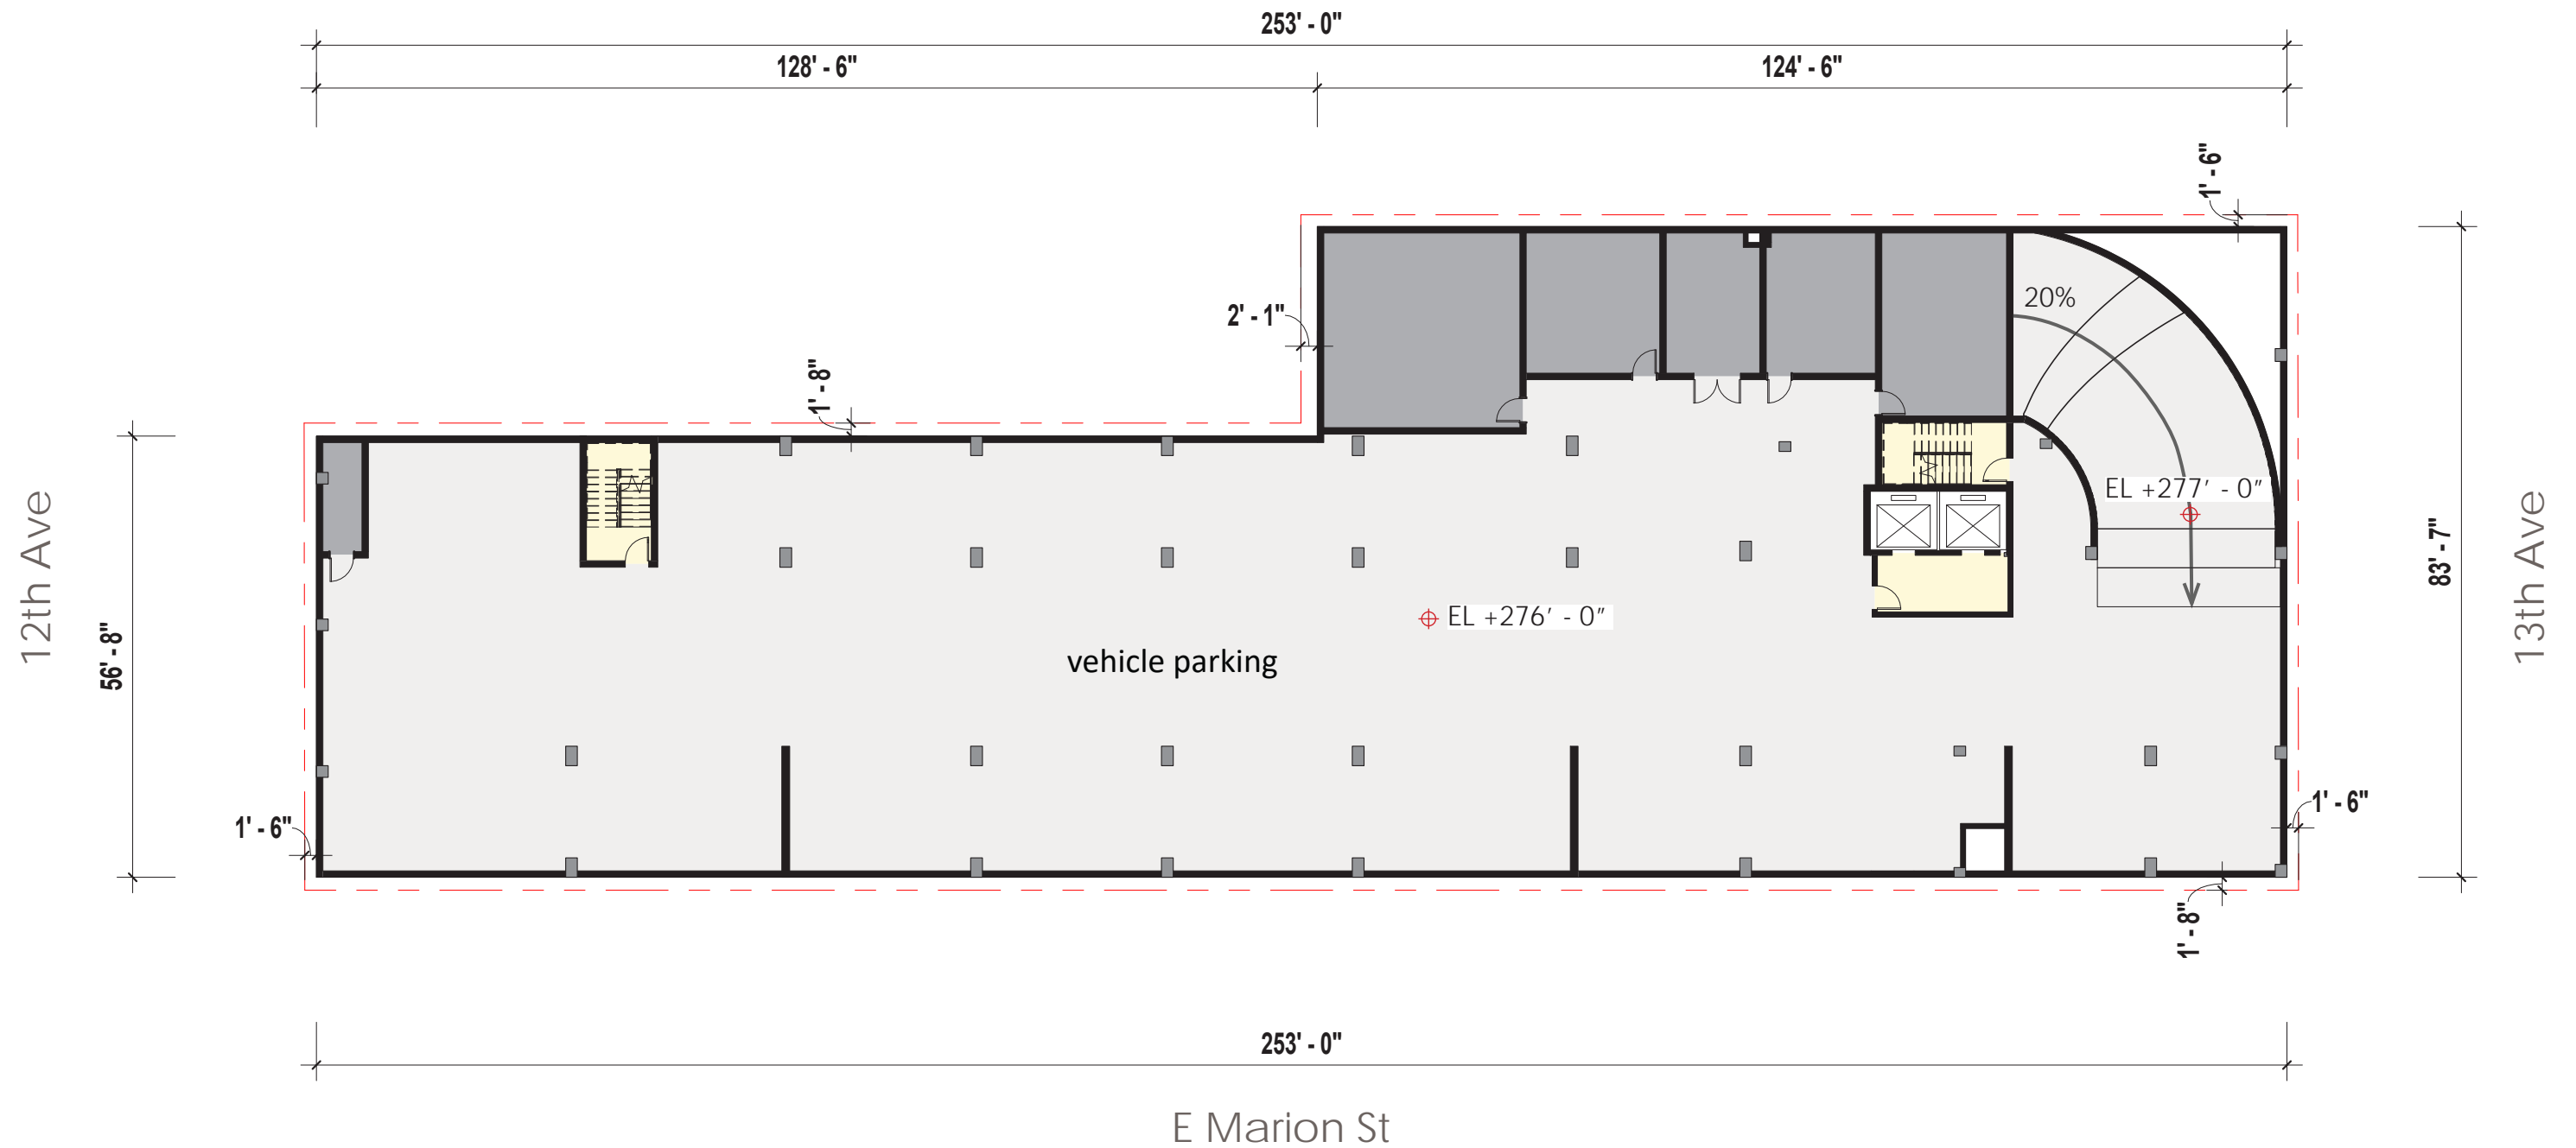 253' - 0"
128' - 6"
124' - 6"
1' - 6"
20%
2' - 1"
1' - 8"
EL +277' - 0"
12th Ave
13th Ave
83' - 7"
56' - 8"
EL +276' - 0"
vehicle parking
1' - 6"
1' - 6"
1' - 8"
253' - 0"
E Marion St